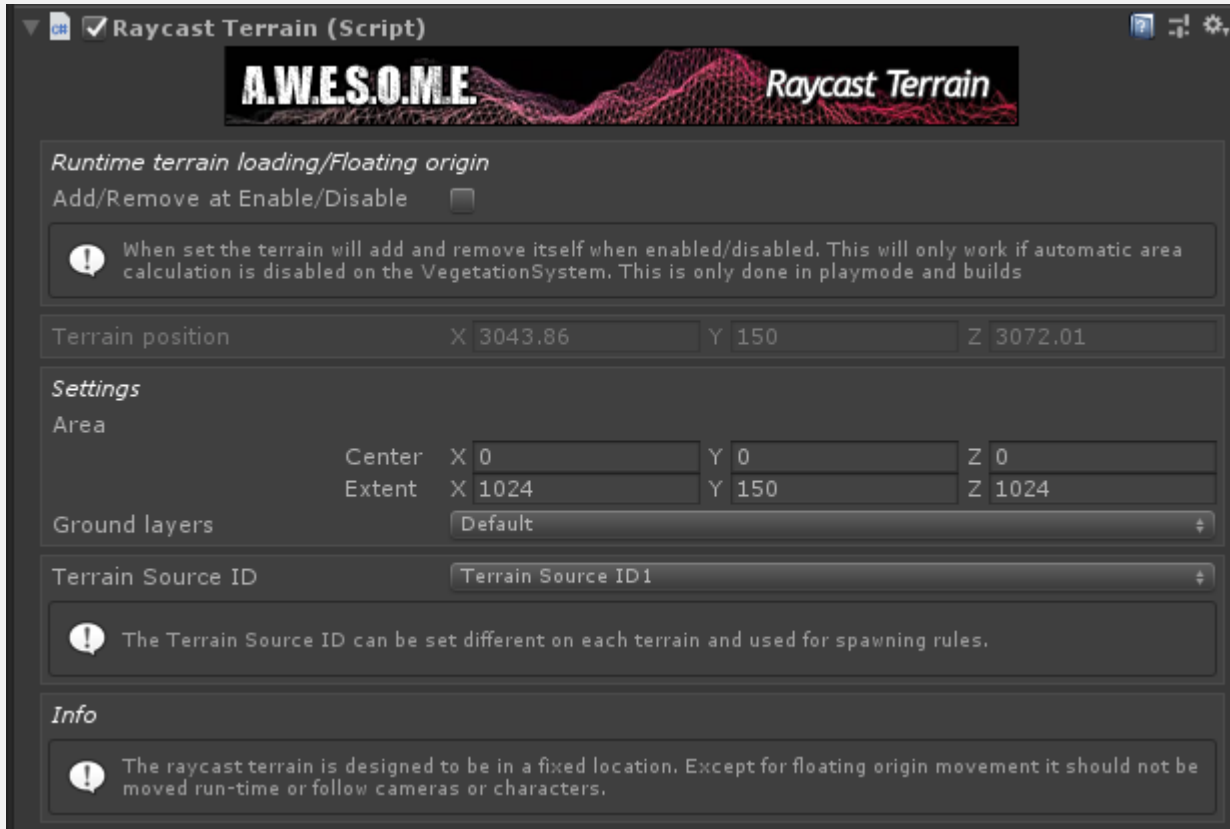 Raycast Terrain (Script)
A.W.E.S.O.M.E. Raycast Terrain
Runtime terrain loading/Floating origin
Add/Remove at Enable/Disable
When set the terrain will add and remove itself when enabled/disabled. This will only work if automatic area
calculation is disabled on the VegetationSystem. This is only done in playmode and builds
Terrain position X 3043.86 Y 150 Z 3072.01
Settings
Area
Center X 0 Y 0 Z 0
Extent X 1024 Y 150 Z 1024
Ground layers Default
Terrain Source ID Terrain Source ID1
The Terrain Source ID can be set different on each terrain and used for spawning rules.
Info
The raycast terrain is designed to be in a fixed location. Except for floating origin movement it should not be
moved run-time or follow cameras or characters.